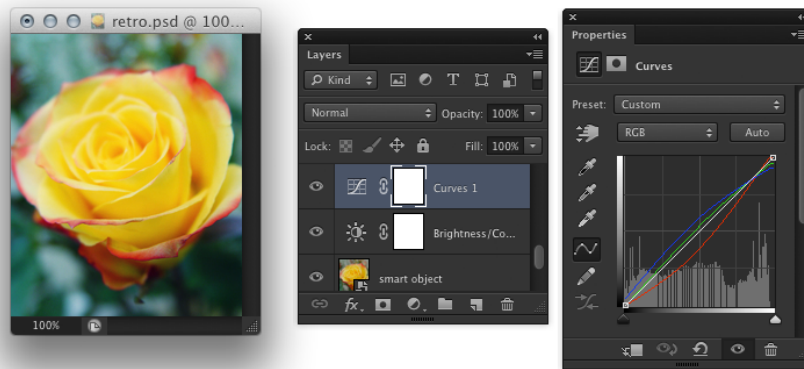 retro.psd @ 100...
100%
Layers
Kind
T
Normal
Opacity: 100%
Lock:
Fill: 100%
Curves 1
Brightness/Co...
smart object
fx.
Properties
Curves
Preset: Custom
RGB
Auto